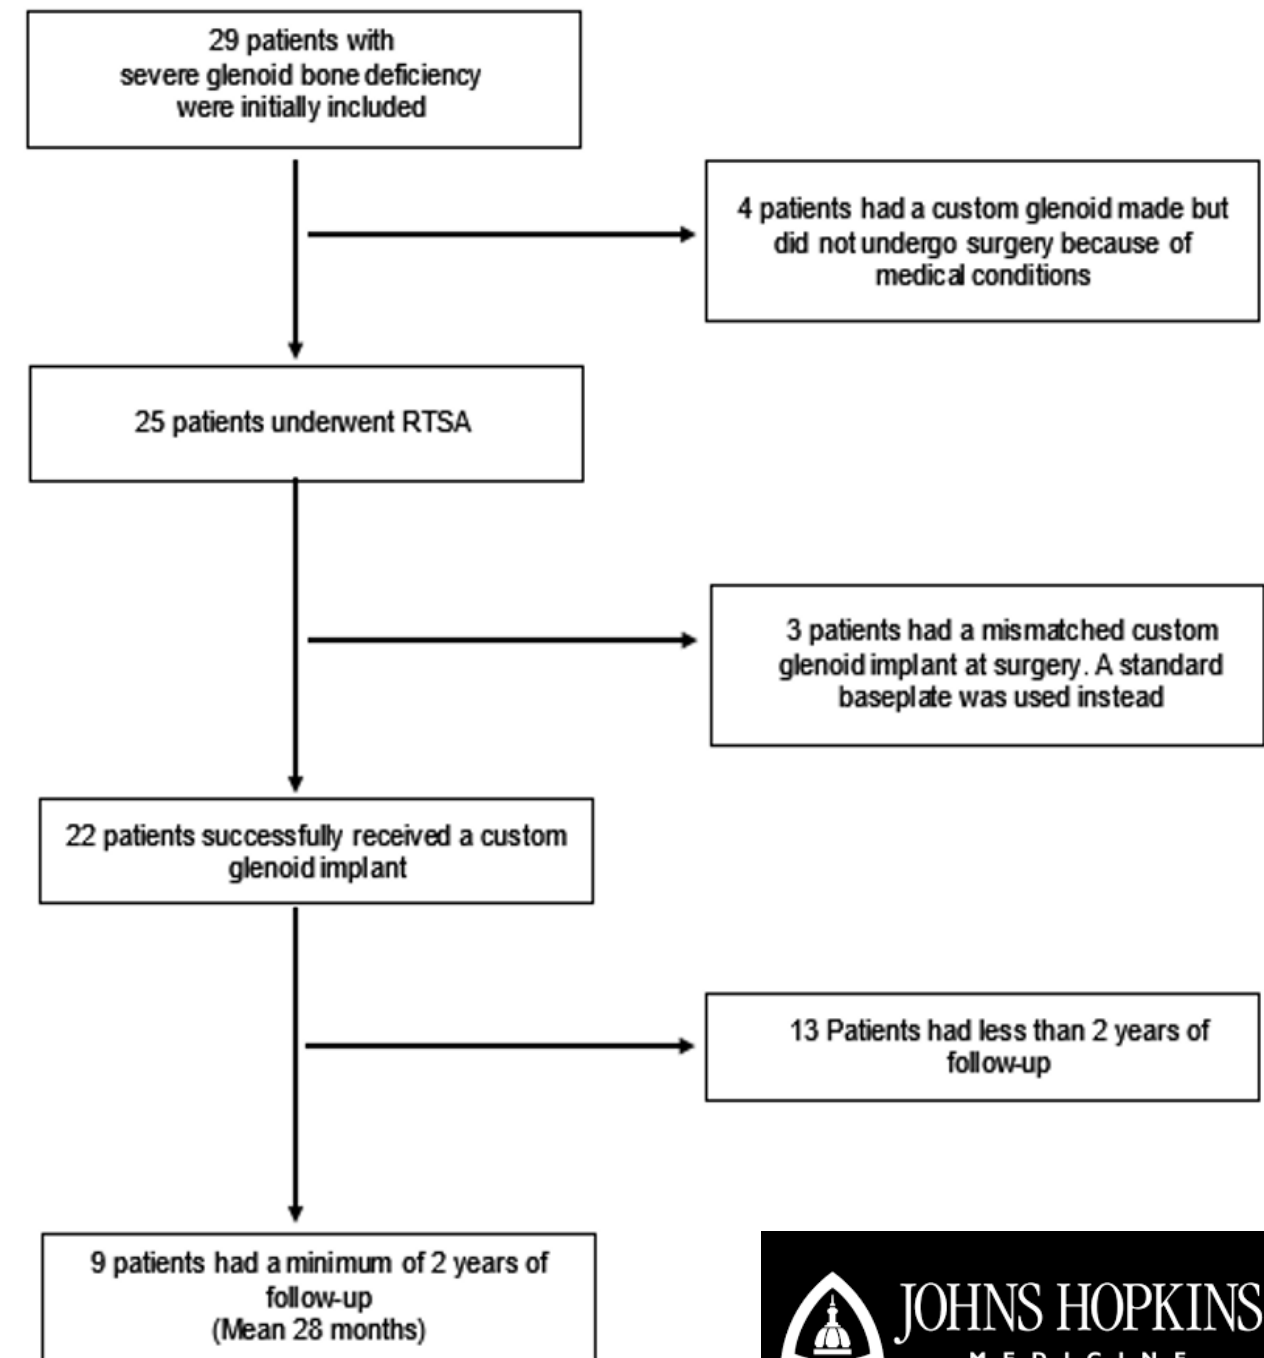 29 patients with
severe glenoid bone deficiency
were initially included
4 patients had a custom glenoid made but
did not undergo surgery because of
medical conditions
25 patients underwent RTSA
3 patients had a mismatched custom
glenoid implant at surgery. A standard
baseplate was used instead
22 patients successfully received a custom
glenoid implant
13 Patients had less than 2 years of
follow-up
9 patients had a minimum of 2 years of
follow-up
(Mean 28 months)
JOHNS HOPKINS
MEDICINE